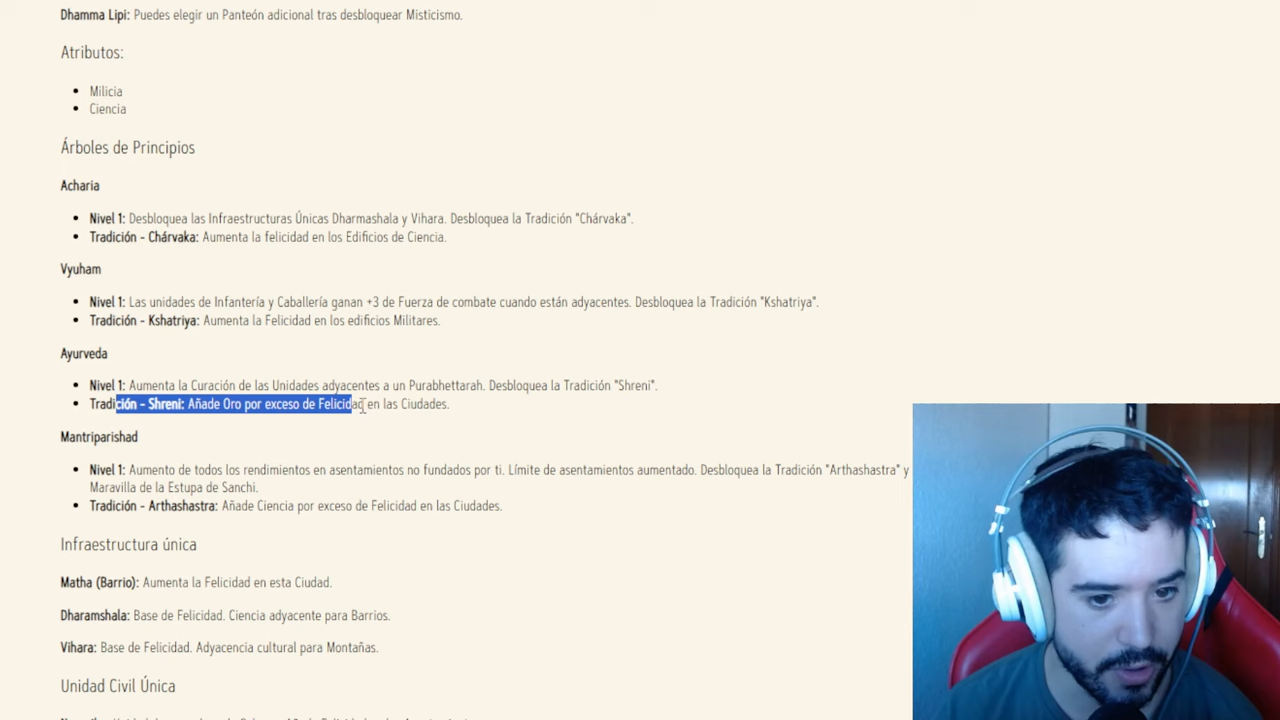 Dhamma Lipi: Puedes elegir un Panteón adicional tras desbloquear Misticismo.
Atributos:
Milicia
Ciencia
Árboles de Principios
Acharia
Nivel 1: Desbloquea las Infraestructuras Únicas Dharmashala y Vihara. Desbloquea la Tradición "Chárvaka".
Tradición - Chárvaka: Aumenta la felicidad en los Edificios de Ciencia.
Vyuham
Nivel 1: Las unidades de Infantería y Caballería ganan +3 de Fuerza de combate cuando están adyacentes. Desbloquea la Tradición "Kshatriya".
Tradición - Kshatriya: Aumenta la Felicidad en los edificios Militares.
Ayurveda
Nivel 1: Aumenta la Curación de las Unidades adyacentes a un Purabhettarah. Desbloquea la Tradición "Shreni".
Tradición - Shreni: Añade Oro por exceso de Felicidad en las Ciudades.
Mantriparishad
Nivel 1: Aumento de todos los rendimientos en asentamientos no fundados por ti. Límite de asentamientos aumentado. Desbloquea la Tradición "Arthashastra" y
Maravilla de la Estupa de Sanchi.
Tradición - Arthashastra: Añade Ciencia por exceso de Felicidad en las Ciudades.
Infraestructura única
Matha (Barrio): Aumenta la Felicidad en esta Ciudad.
Dharamshala: Base de Felicidad. Ciencia adyacente para Barrios.
Vihara: Base de Felicidad. Adyacencia cultural para Montañas.
Unidad Civil Única